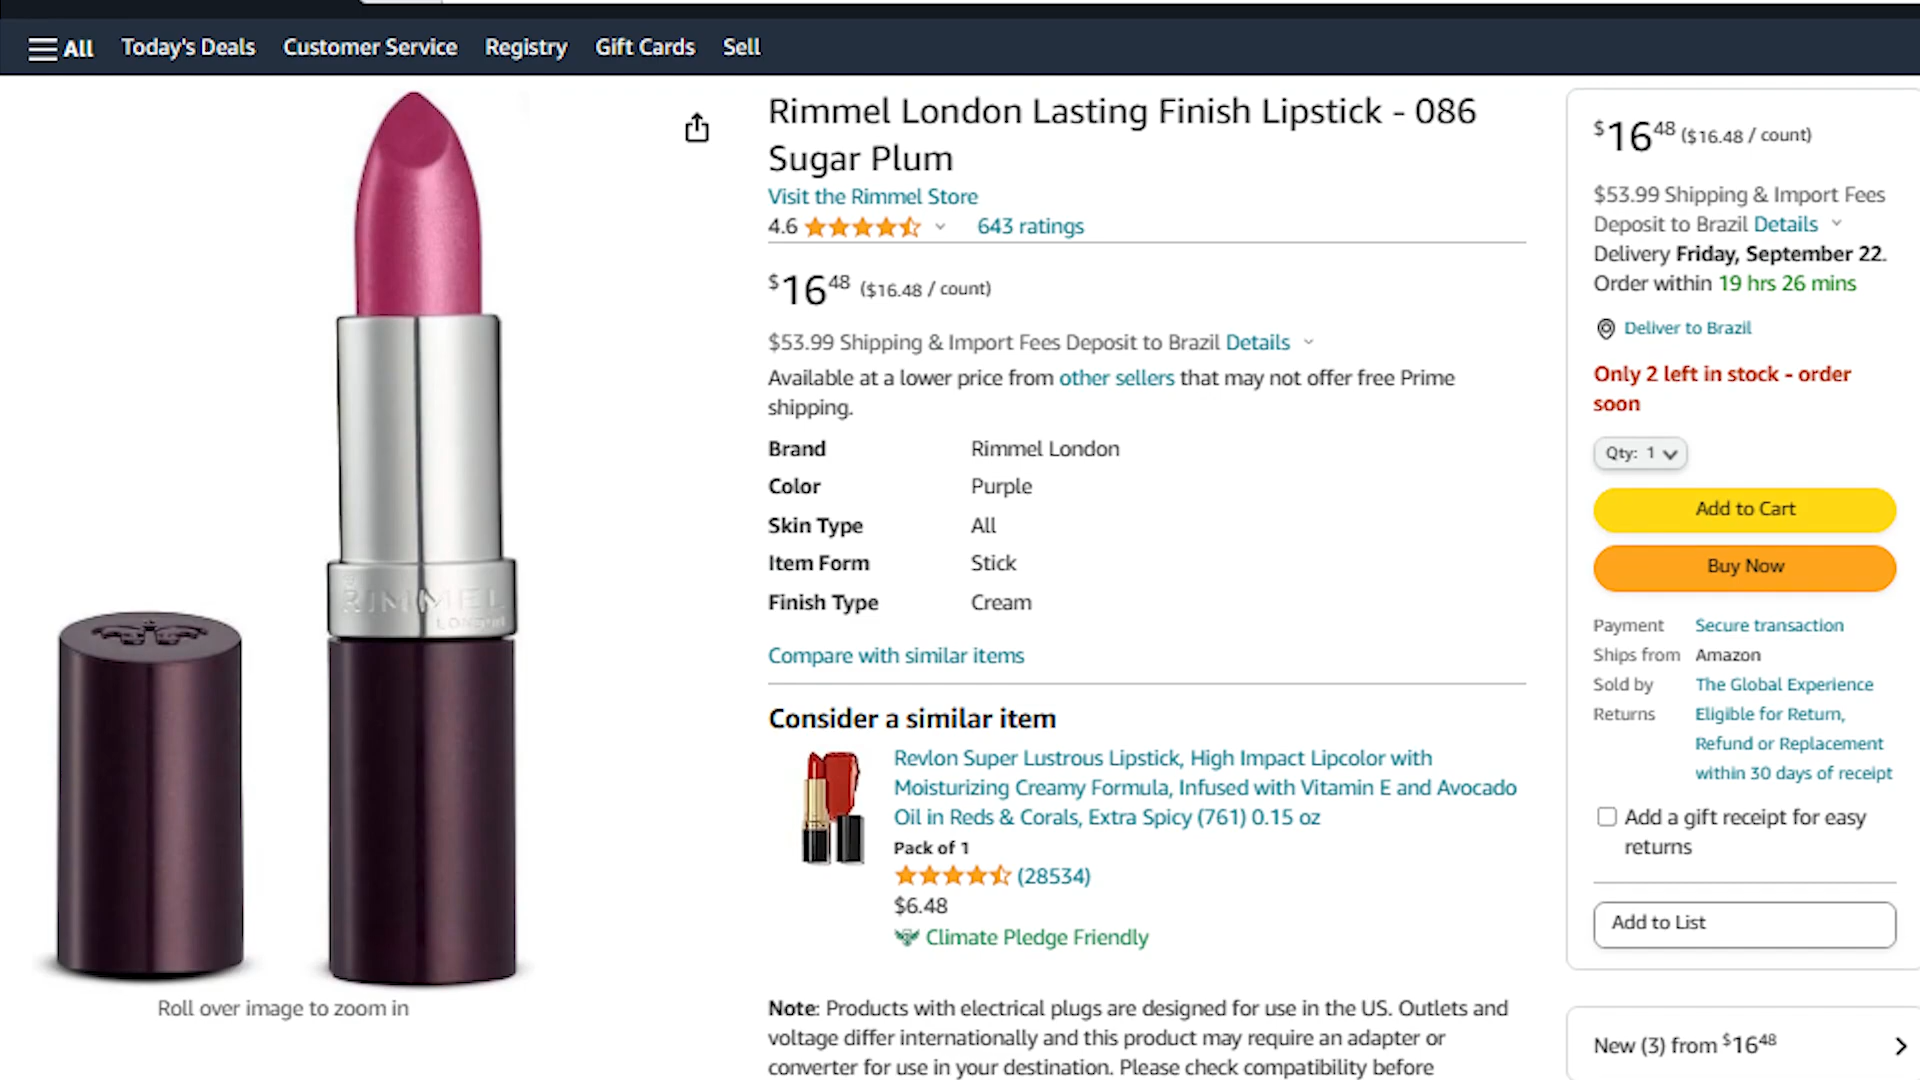 All Today's Deals Customer Service Registry Gift Cards Sell
Rimmel London Lasting Finish Lipstick - 086
Sugar Plum
Visit the Rimmel Store
4.6 643 ratings
$16 48 ($16.48 / count)
$53.99 Shipping & Import Fees Deposit to Brazil Details
Available at a lower price from other sellers that may not offer free Prime
shipping.
Brand Rimmel London
Color Purple
Skin Type All
Item Form Stick
Finish Type Cream
Compare with similar items
Consider a similar item
Revlon Super Lustrous Lipstick, High Impact Lipcolor with
Moisturizing Creamy Formula, Infused with Vitamin E and Avocado
Oil in Reds & Corals, Extra Spicy (761) 0.15 oz
Pack of 1
(28534)
$6.48
Climate Pledge Friendly
Note: Products with electrical plugs are designed for use in the US. Outlets and
voltage differ internationally and this product may require an adapter or
converter for use in your destination. Please check compatibility before
RIMMEL
LONDON
Roll over image to zoom in
$16 48 ($16.48 / count)
$53.99 Shipping & Import Fees
Deposit to Brazil Details
Delivery Friday, September 22.
Order within 19 hrs 26 mins
Deliver to Brazil
Only 2 left in stock - order
soon
Qty: 1
Add to Cart
Buy Now
Payment Secure transaction
Ships from Amazon
Sold by The Global Experience
Returns Eligible for Return,
Refund or Replacement
within 30 days of receipt
Add a gift receipt for easy
returns
Add to List
New (3) from $16 48